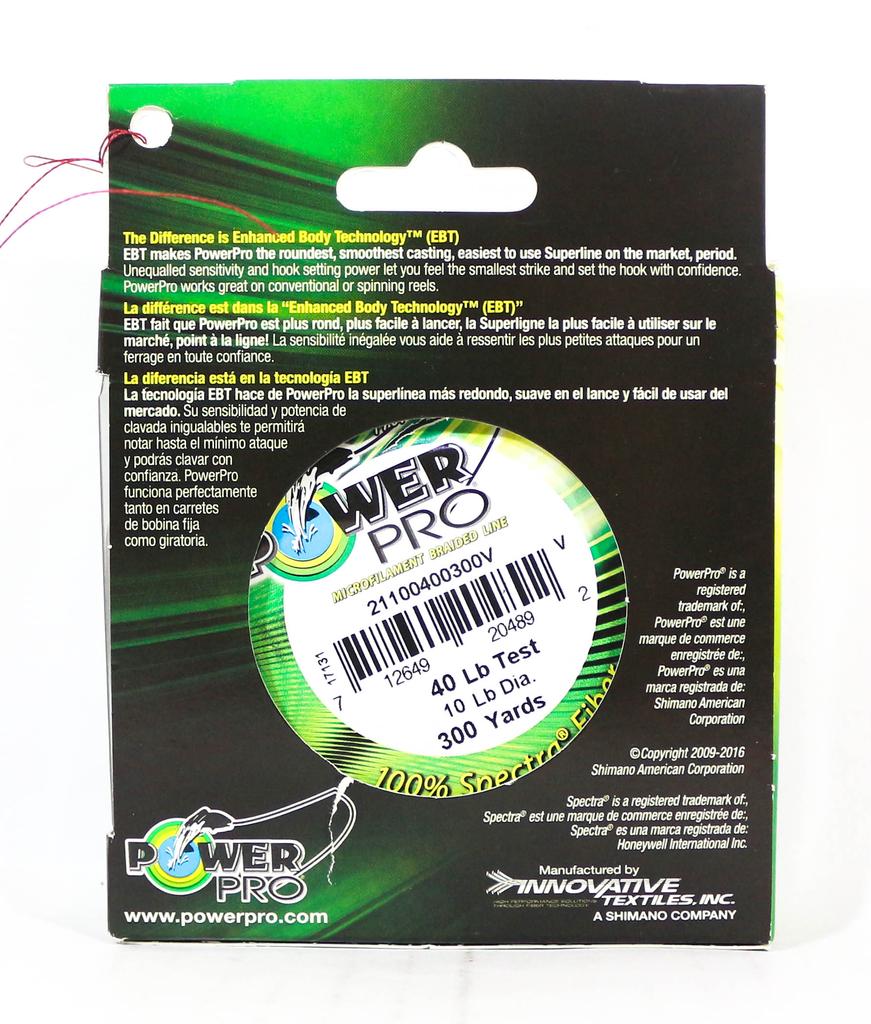 The Difference is Enhanced Body Technology™ (EBT)
EBT makes PowerPro the roundest, smoothest casting, easiest to use Superline on the market, period.
Unequalled sensitivity and hook setting power let you feel the smallest strike and set the hook with confidence.
PowerPro works great on conventional or spinning reels.
La différence est dans la “Enhanced Body Technology™ (EBT)”
EBT fait que PowerPro est plus rond, plus facile à lancer, la Superligne la plus facile à utiliser sur le
marché, point à la ligne! La sensibilité inégalée vous aide à ressentir les plus petites attaques pour un
ferrage en toute confiance.
La diferencia está en la tecnología EBT
La tecnología EBT hace de PowerPro la superlinea más redondo, suave en el lance y fácil de usar del
mercado. Su sensibilidad y potencia de
clavada inigualables te permitirá
notar hasta el mínimo ataque
y podrás clavar con
confianza. PowerPro
funciona perfectamente
tanto en carretes
de bobina fija
como giratoria.
POWER
PRO
MICROFILAMENT BRAIDED LINE
21100400300V
V
17131
7
12649
20489
2
40 Lb Test
10 Lb Dia.
300 Yards
100% Spectra® Fiber
PowerPro® is a
registered
trademark of:,
PowerPro® est une
marque de commerce
enregistrée de:,
PowerPro® es una
marca registrada de:
Shimano American
Corporation
©Copyright 2009-2016
Shimano American Corporation
Spectra® is a registered trademark of:,
Spectra® est une marque de commerce enregistrée de:,
Spectra® es una marca registrada de:
Honeywell International Inc.
POWER
PRO
www.powerpro.com
Manufactured by
INNOVATIVE
TEXTILES, INC.
HIGH PERFORMANCE SOLUTIONS
THROUGH FIBER TECHNOLOGY
A SHIMANO COMPANY